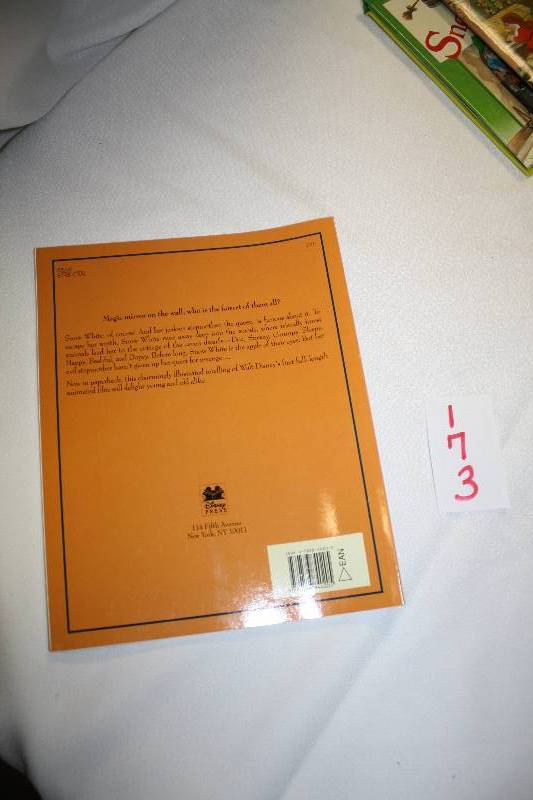 Sn
Magic mirror on the wall: who is the fairest of them all?
Snow White, of course! And her jealous stepmother, the queen, is furious about it. To
escape her wrath, Snow White runs away deep into the woods, where friendly forest
animals lead her to the cottage of the seven dwarfs—Doc, Sneezy, Grumpy, Sleepy,
Happy, Bashful, and Dopey. Before long, Snow White is the apple of their eyes. But her
evil stepmother hasn't given up her quest for revenge....
Now in paperback, this charmingly illustrated retelling of Walt Disney's first full-length
animated film will delight young and old alike.
Disney
PRESS
114 Fifth Avenue
New York, NY 10011
EAN
1
7
3